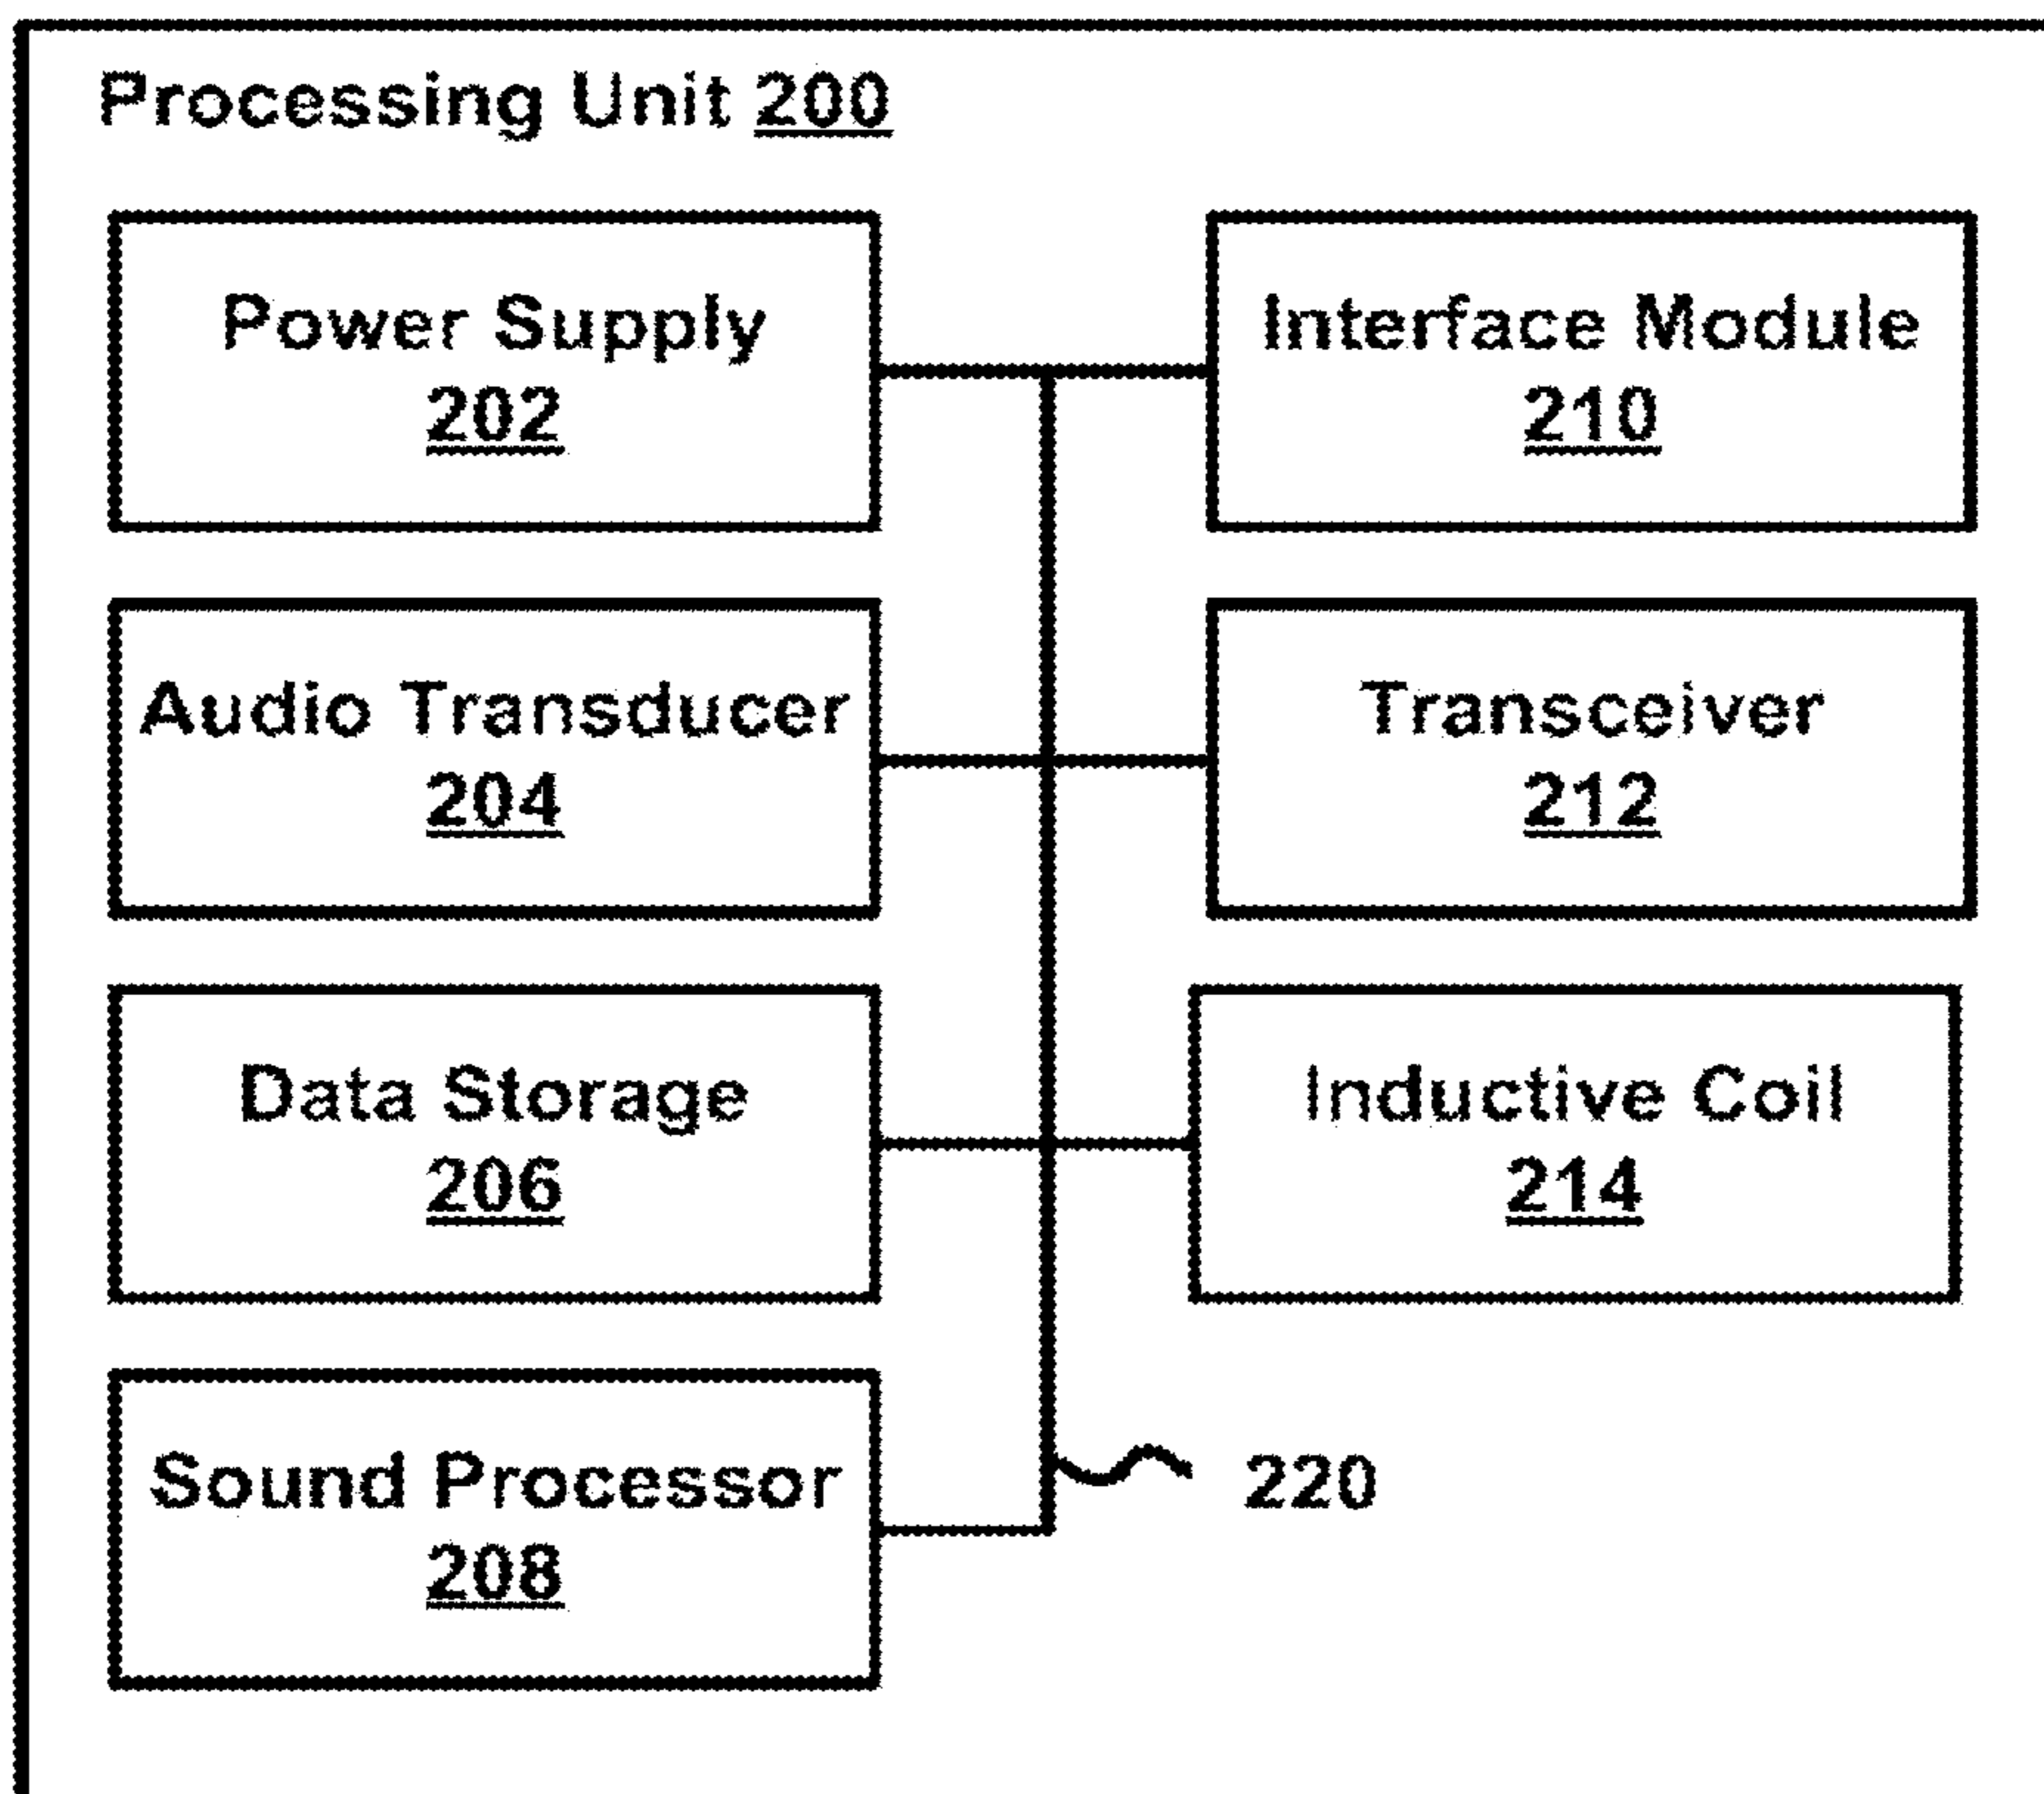 Processing Unit 200
Power Supply
202
Interface Module
210
Audio Transducer
204
Transceiver
212
Data Storage
206
Inductive Coil
214
Sound Processor
208
220